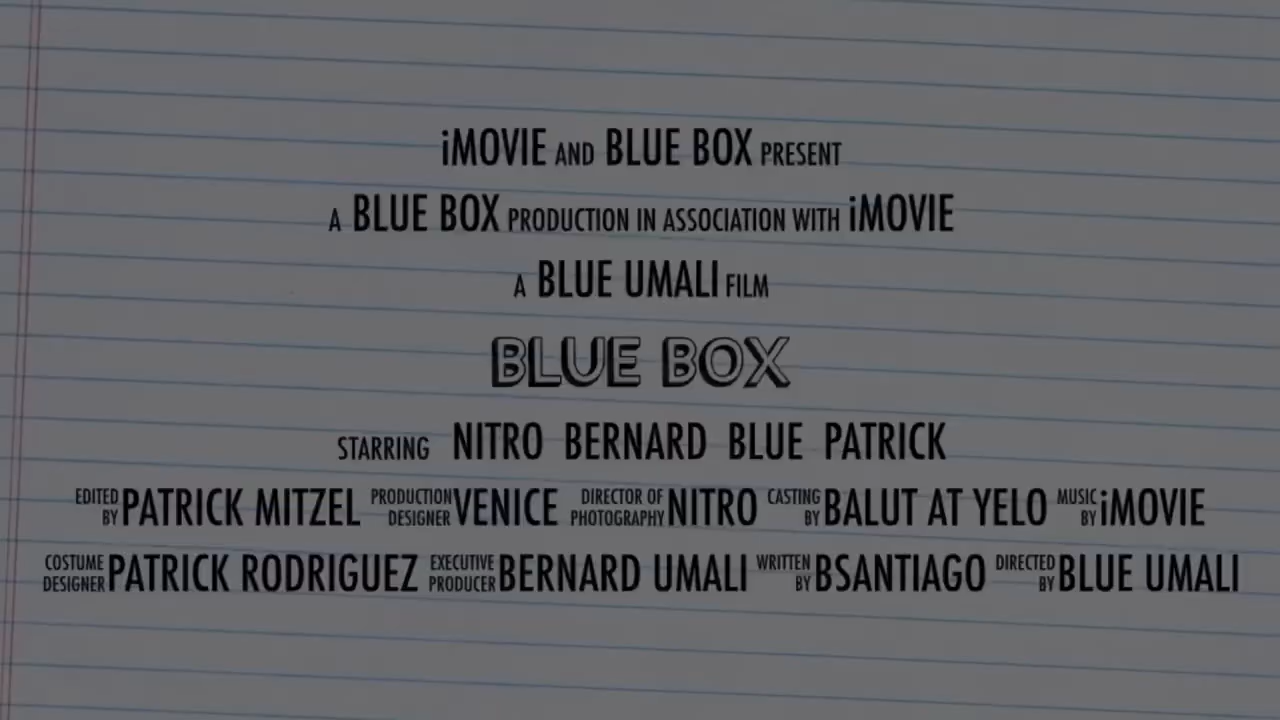 iMOVIE AND BLUE BOX PRESENT
A BLUE BOX PRODUCTION IN ASSOCIATION WITH iMOVIE
A BLUE UMALI FILM
BLUE BOX
STARRING NITRO BERNARD BLUE PATRICK
EDITED BY PATRICK MITZEL PRODUCTION DESIGNER VENICE DIRECTOR OF PHOTOGRAPHY NITRO CASTING BY BALUT AT YELO MUSIC BY iMOVIE
COSTUME DESIGNER PATRICK RODRIGUEZ EXECUTIVE PRODUCER BERNARD UMALI WRITTEN BY BSANTIAGO DIRECTED BY BLUE UMALI